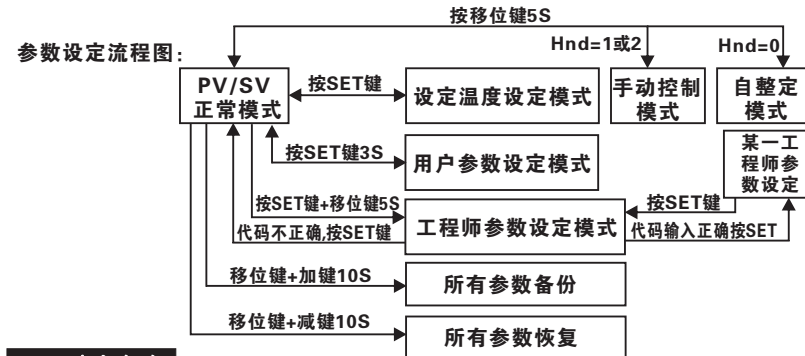 按移位键5S
参数设定流程图:
Hnd=1或2
Hnd=0
PV/SV
正常模式
按SET键
设定温度设定模式
手动控制
模式
自整定
模式
按SET键3S
用户参数设定模式
某一工
程师参
数设定
按SET键+移位键5S
按SET键
代码不正确,按SET键
工程师参数设定模式
代码输入正确按SET
移位键+加键10S
所有参数备份
移位键+减键10S
所有参数恢复